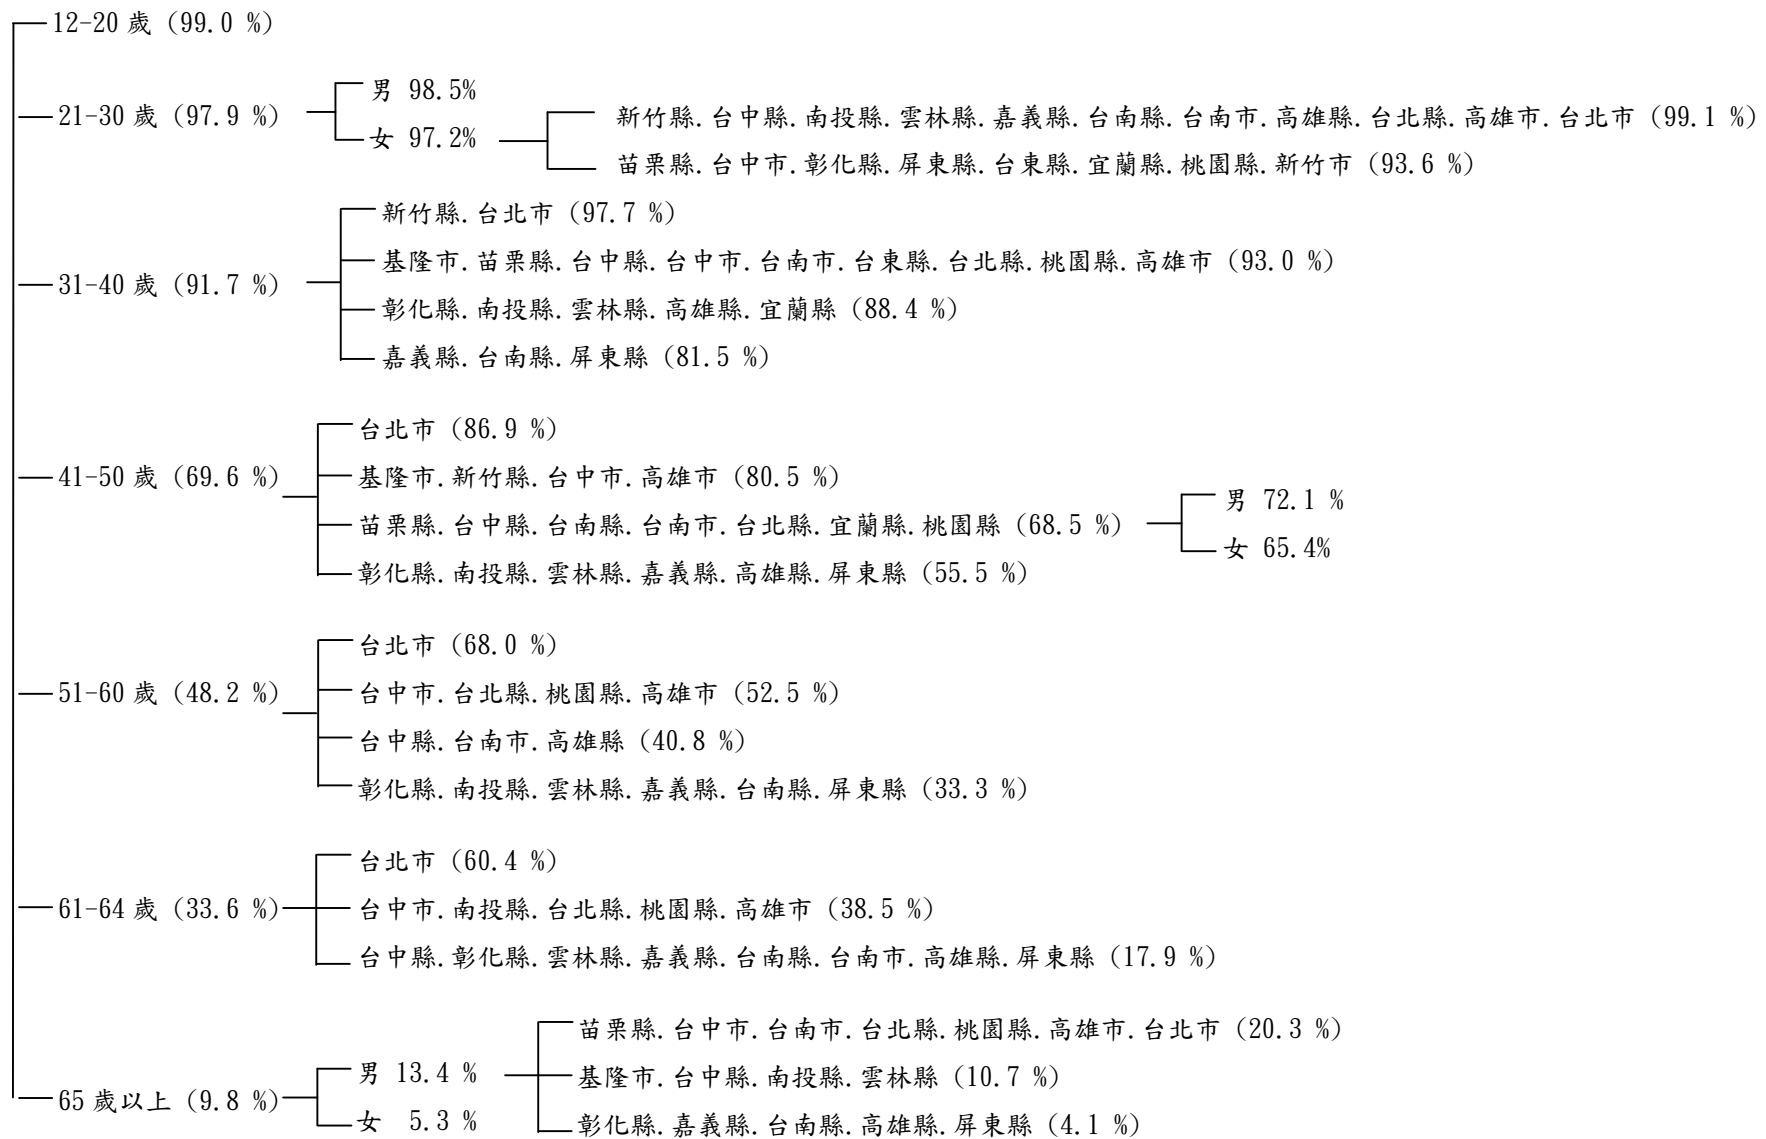 12-20 歲 (99.0 %)
21-30 歲 (97.9 %)
男 98.5%
女 97.2%
新竹縣.台中縣.南投縣.雲林縣.嘉義縣.台南縣.台南市.高雄縣.台北縣.高雄市.台北市 (99.1 %)
苗栗縣.台中市.彰化縣.屏東縣.台東縣.宜蘭縣.桃園縣.新竹市 (93.6 %)
31-40 歲 (91.7 %)
新竹縣.台北市 (97.7 %)
基隆市.苗栗縣.台中縣.台中市.台南市.台東縣.台北縣.桃園縣.高雄市 (93.0 %)
彰化縣.南投縣.雲林縣.高雄縣.宜蘭縣 (88.4 %)
嘉義縣.台南縣.屏東縣 (81.5 %)
41-50 歲 (69.6 %)
台北市 (86.9 %)
基隆市.新竹縣.台中市.高雄市 (80.5 %)
苗栗縣.台中縣.台南縣.台南市.台北縣.宜蘭縣.桃園縣 (68.5 %)
男 72.1 %
女 65.4%
彰化縣.南投縣.雲林縣.嘉義縣.高雄縣.屏東縣 (55.5 %)
51-60 歲 (48.2 %)
台北市 (68.0 %)
台中市.台北縣.桃園縣.高雄市 (52.5 %)
台中縣.台南市.高雄縣 (40.8 %)
彰化縣.南投縣.雲林縣.嘉義縣.台南縣.屏東縣 (33.3 %)
61-64 歲 (33.6 %)
台北市 (60.4 %)
台中市.南投縣.台北縣.桃園縣.高雄市 (38.5 %)
台中縣.彰化縣.雲林縣.嘉義縣.台南縣.台南市.高雄縣.屏東縣 (17.9 %)
65 歲以上 (9.8 %)
男 13.4 %
女 5.3 %
苗栗縣.台中市.台南市.台北縣.桃園縣.高雄市.台北市 (20.3 %)
基隆市.台中縣.南投縣.雲林縣 (10.7 %)
彰化縣.嘉義縣.台南縣.高雄縣.屏東縣 (4.1 %)